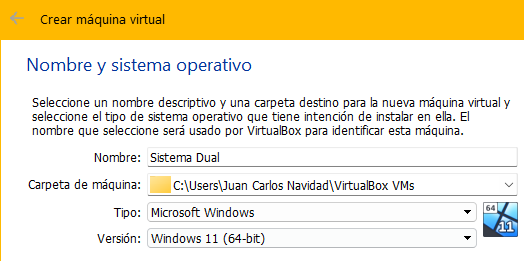 Crear máquina virtual
Nombre y sistema operativo
Seleccione un nombre descriptivo y una carpeta destino para la nueva máquina virtual y
seleccione el tipo de sistema operativo que tiene intención de instalar en ella. El
nombre que seleccione será usado por VirtualBox para identificar esta máquina.
Nombre: Sistema Dual
Carpeta de máquina: C:\Users\Juan Carlos Navidad\VirtualBox VMs
Tipo: Microsoft Windows
64
Versión: Windows 11 (64-bit)
11